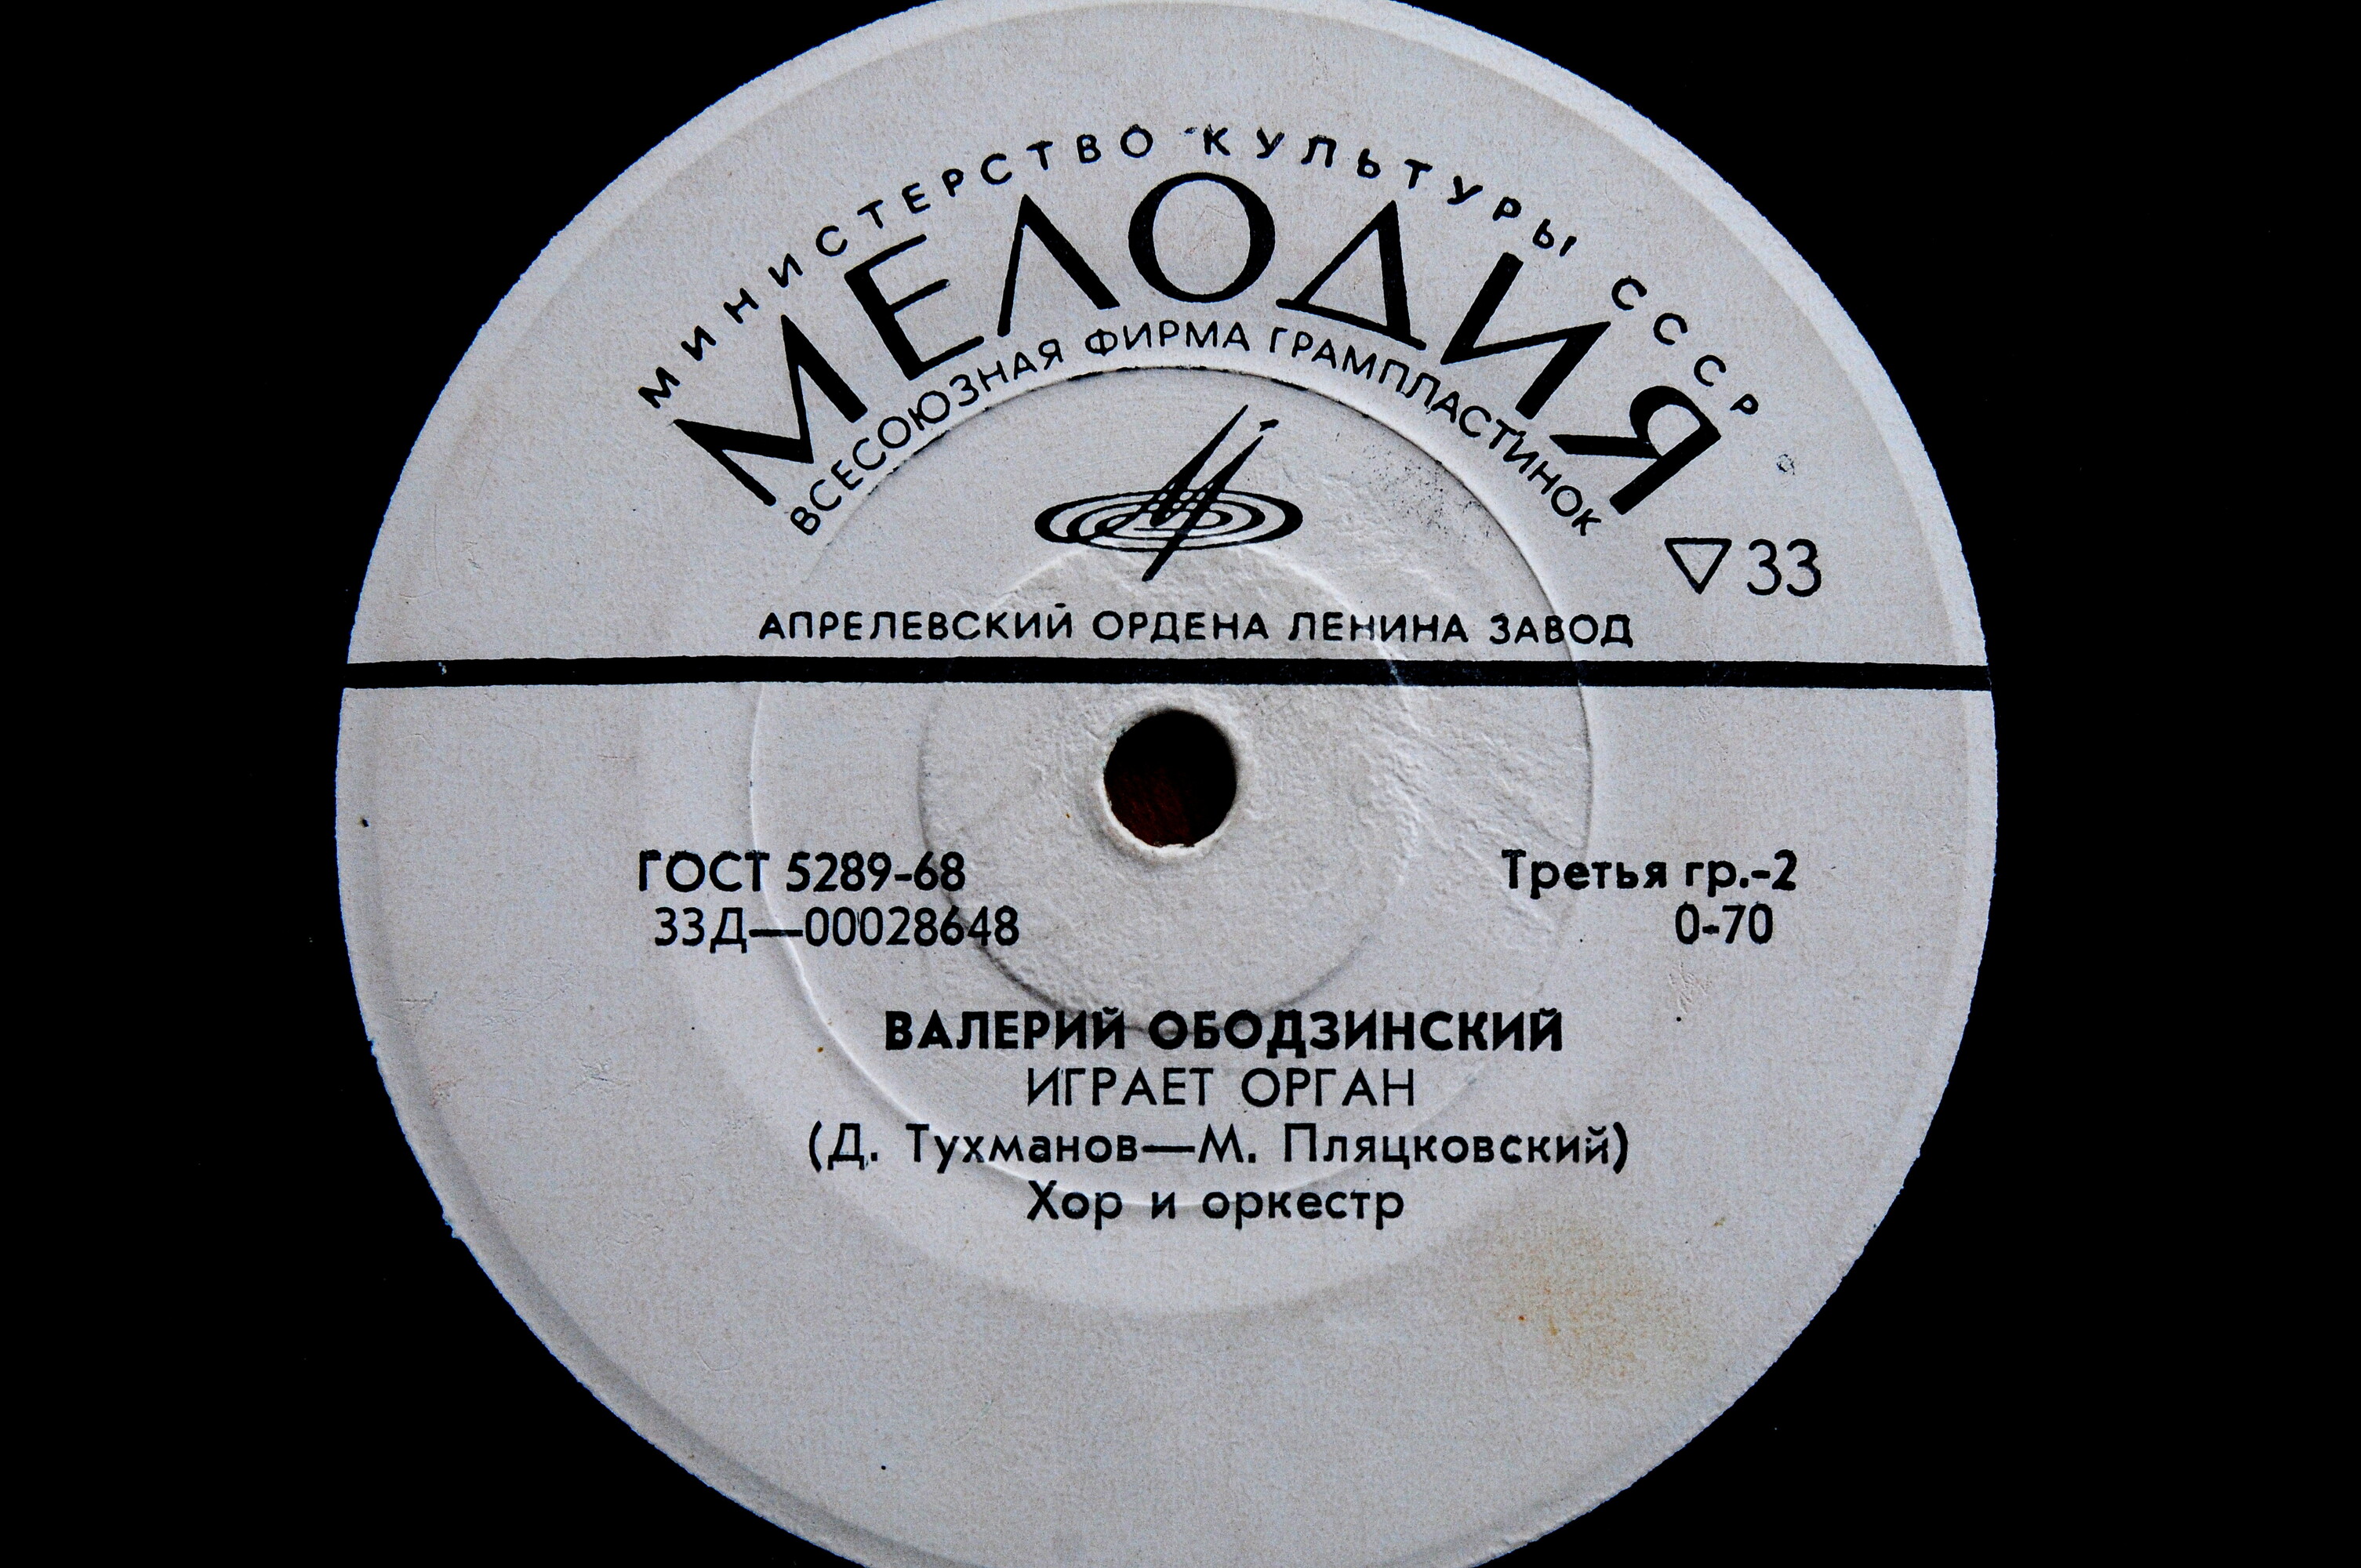 МИНИСТЕРСТВО КУЛЬТУРЫ СССР
МЕЛОДИЯ
ВСЕСОЮЗНАЯ ФИРМА ГРАМПЛАСТИНОК
▽33
АПРЕЛЕВСКИЙ ОРДЕНА ЛЕНИНА ЗАВОД
ГОСТ 5289-68
Третья гр.-2
33Д—00028648
0-70
ВАЛЕРИЙ ОБОДЗИНСКИЙ
ИГРАЕТ ОРГАН
(Д. Тухманов—М. Пляцковский)
Хор и оркестр